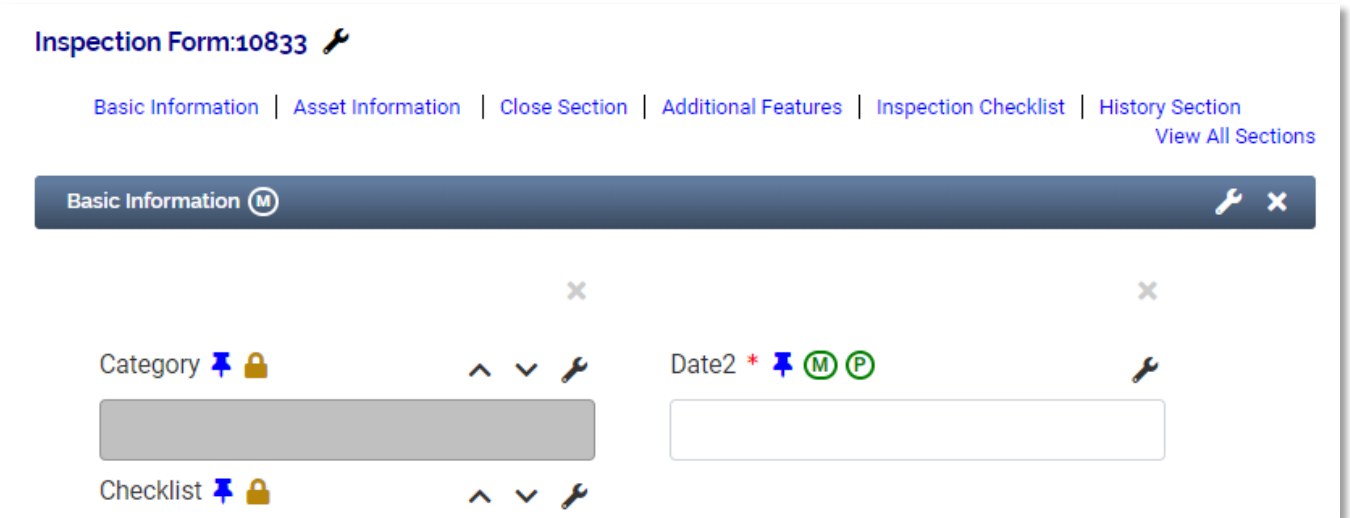 Inspection Form:10833
Basic Information | Asset Information | Close Section | Additional Features | Inspection Checklist | History Section
View All Sections
Basic Information M
Category
Date2 * M P
Checklist